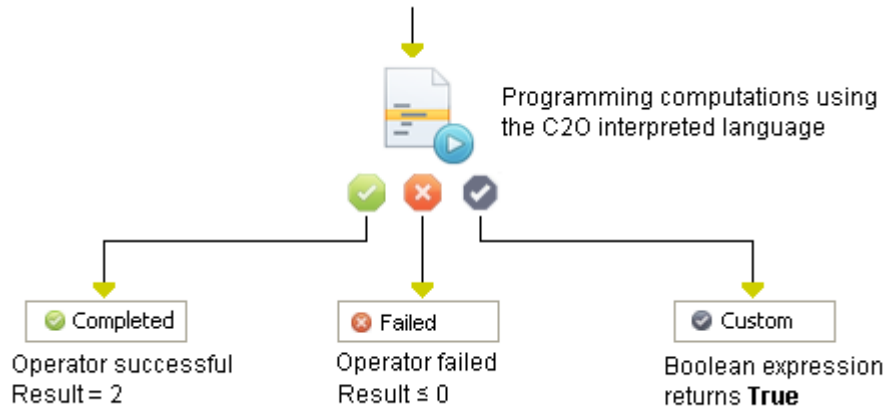 Programming computations using
the C2O interpreted language
Completed
Failed
Custom
Operator successful
Result = 2
Operator failed
Result ≤ 0
Boolean expression
returns True